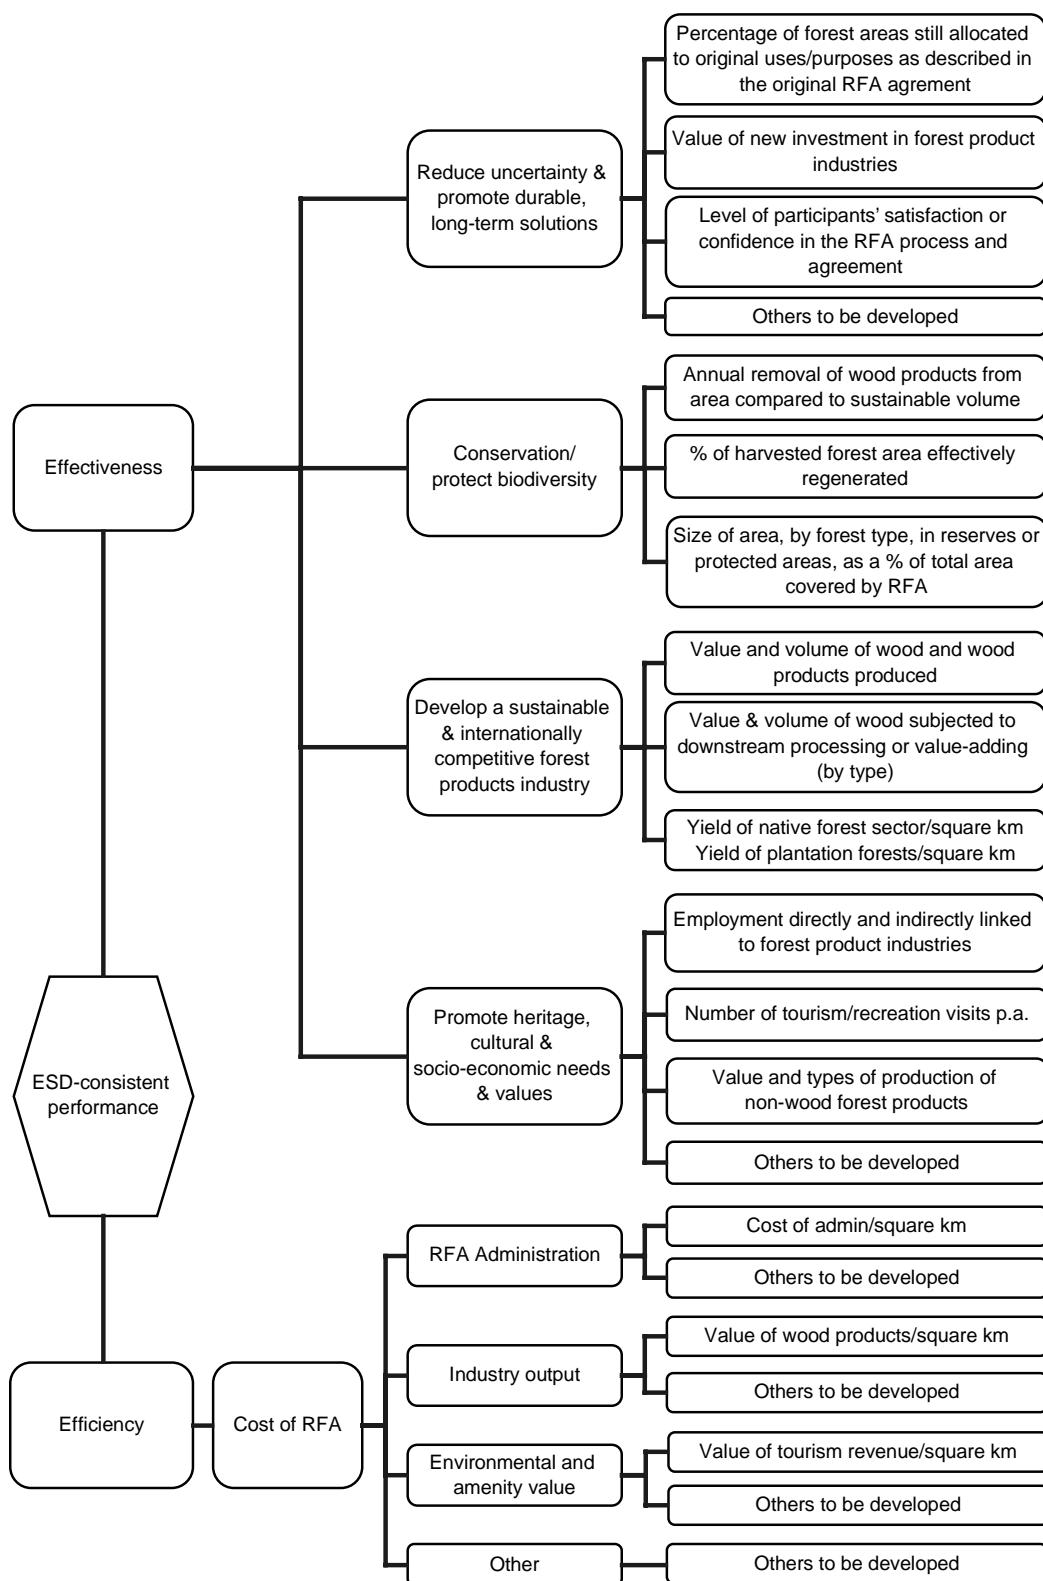 Percentage of forest areas still allocated
to original uses/purposes as described in
the original RFA agrement
Value of new investment in forest product
industries
Reduce uncertainty &
promote durable,
long-term solutions
Level of participants’ satisfaction or
confidence in the RFA process and
agreement
Others to be developed
Annual removal of wood products from
area compared to sustainable volume
Effectiveness
Conservation/
protect biodiversity
% of harvested forest area effectively
regenerated
Size of area, by forest type, in reserves or
protected areas, as a % of total area
covered by RFA
Value and volume of wood and wood
products produced
Develop a sustainable
& internationally
competitive forest
products industry
Value & volume of wood subjected to
downstream processing or value-adding
(by type)
Yield of native forest sector/square km
Yield of plantation forests/square km
Employment directly and indirectly linked
to forest product industries
Number of tourism/recreation visits p.a.
Promote heritage,
cultural &
socio-economic needs
& values
ESD-consistent
performance
Value and types of production of
non-wood forest products
Others to be developed
RFA Administration
Cost of admin/square km
Others to be developed
Industry output
Value of wood products/square km
Others to be developed
Efficiency
Cost of RFA
Environmental and
amenity value
Value of tourism revenue/square km
Others to be developed
Other
Others to be developed